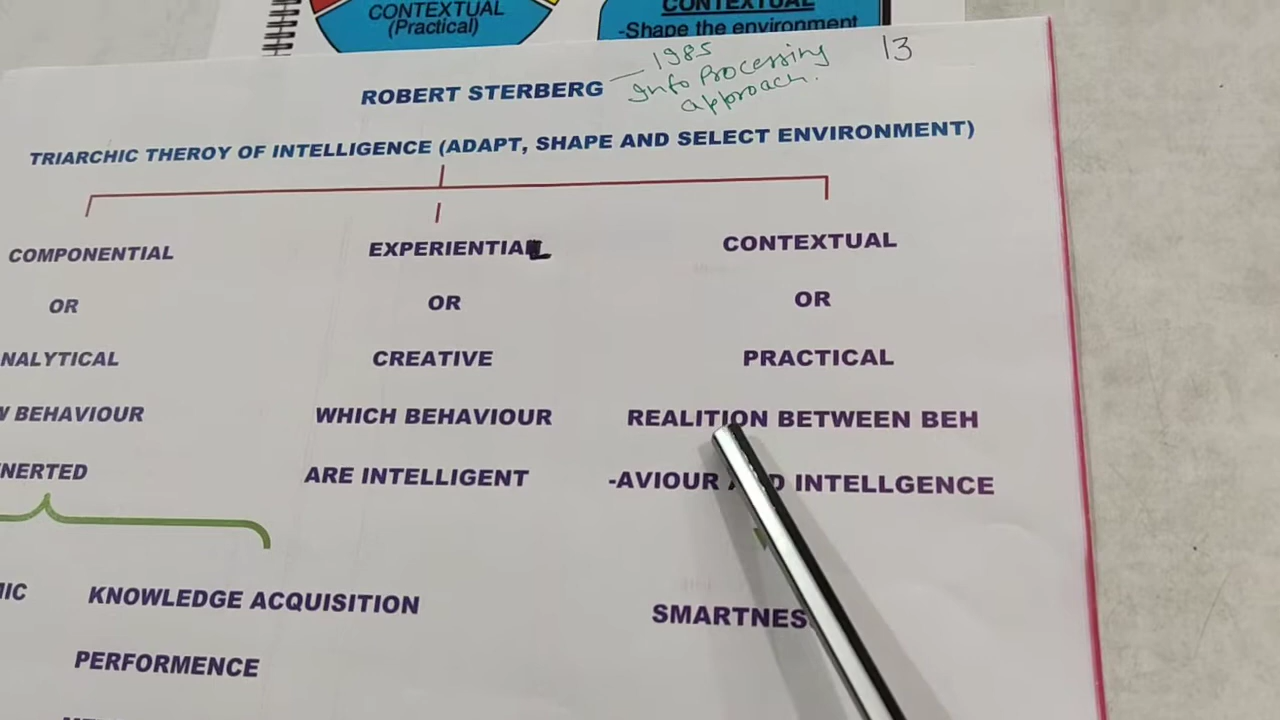 CONTEXTUAL
(Practical)
CONTEXTUAL
-Shape the environment
ROBERT STERBERG
— 1985
Info Processing
approach.
13
TRIARCHIC THEROY OF INTELLIGENCE (ADAPT, SHAPE AND SELECT ENVIRONMENT)
COMPONENTIAL
EXPERIENTIAL
CONTEXTUAL
OR
OR
OR
NALYTICAL
CREATIVE
PRACTICAL
W BEHAVIOUR
WHICH BEHAVIOUR
REALITION BETWEEN BEH
NERTED
ARE INTELLIGENT
-AVIOUR AND INTELLGENCE
MIC
KNOWLEDGE ACQUISITION
SMARTNES
PERFORMENCE